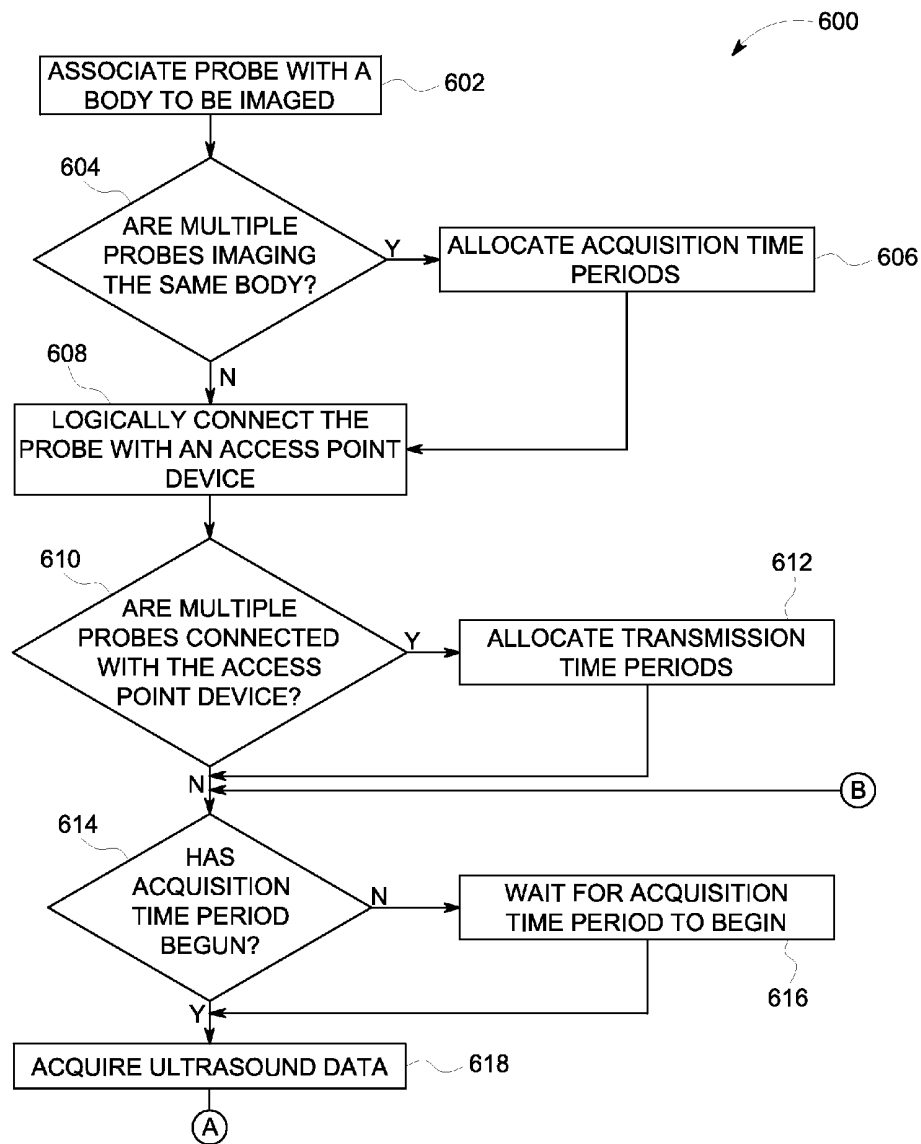 600
ASSOCIATE PROBE WITH A
BODY TO BE IMAGED
602
604
ARE MULTIPLE
PROBES IMAGING
THE SAME BODY?
Y
ALLOCATE ACQUISITION TIME
PERIODS
606
N
608
LOGICALLY CONNECT THE
PROBE WITH AN ACCESS POINT
DEVICE
610
ARE MULTIPLE
PROBES CONNECTED
WITH THE ACCESS
POINT DEVICE?
Y
612
ALLOCATE TRANSMISSION
TIME PERIODS
N
B
614
HAS
ACQUISITION
TIME PERIOD
BEGUN?
N
WAIT FOR ACQUISITION
TIME PERIOD TO BEGIN
616
Y
ACQUIRE ULTRASOUND DATA
618
A